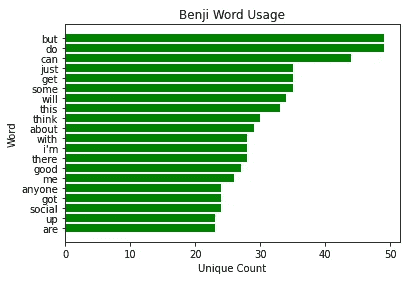 Benji Word Usage
Word
but
do
can
just
get
some
will
this
think
about
with
i'm
there
good
me
anyone
got
social
up
are
0 10 20 30 40 50
Unique Count